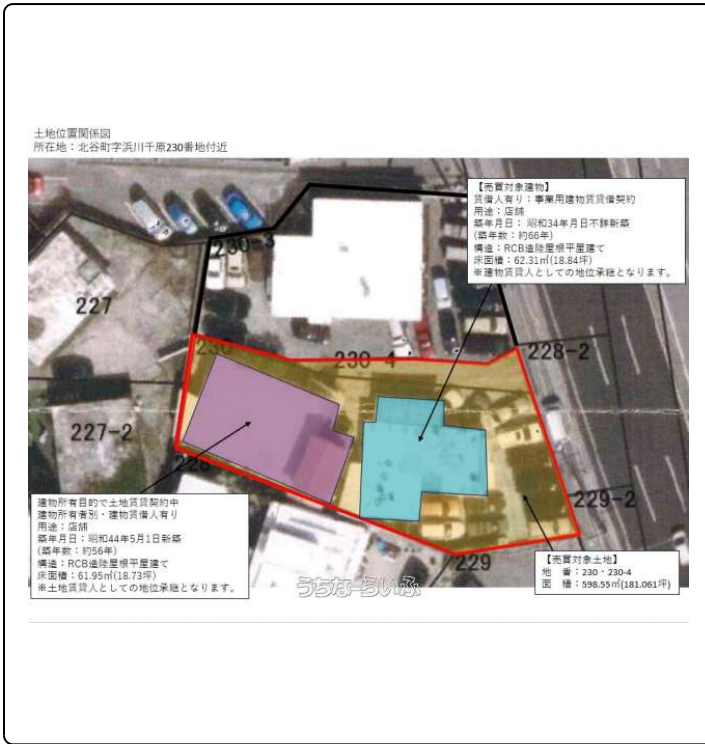 土地位置関係図
所在地：北谷町字浜川千原230番地付近
【売買対象建物】
賃借人有り：事業用建物賃貸借契約
用途：店舗
築年月日： 昭和34年月日不詳新築
(築年数：約66年)
構造：RCB造陸屋根平屋建て
床面積：62.31㎡(18.84坪)
※建物賃貸人としての地位承継となります。
230-3
227
230
230-4
228-2
227-2
228
229-2
229
建物所有目的で土地賃貸契約中
建物所有者別・建物賃借人有り
用途：店舗
築年月日：昭和44年5月1日新築
(築年数：約56年)
構造：RCB造陸屋根平屋建て
床面積：61.95㎡(18.73坪)
※土地賃貸人としての地位承継となります。
【売買対象土地】
地　番：230・230-4
面　積：598.55㎡(181.061坪)
うちなーらいふ